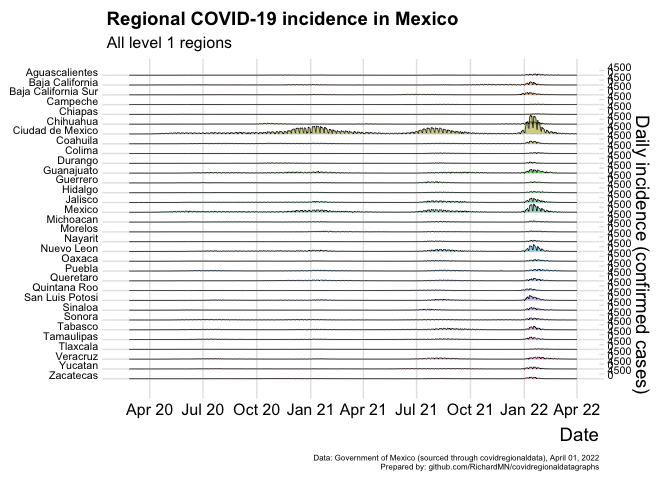 Regional COVID-19 incidence in Mexico
All level 1 regions
Aguascalientes
Baja California
Baja California Sur
Campeche
Chiapas
Chihuahua
Ciudad de Mexico
Coahuila
Colima
Durango
Guanajuato
Guerrero
Hidalgo
Jalisco
Mexico
Michoacan
Morelos
Nayarit
Nuevo Leon
Oaxaca
Puebla
Queretaro
Quintana Roo
San Luis Potosi
Sinaloa
Sonora
Tabasco
Tamaulipas
Tlaxcala
Veracruz
Yucatan
Zacatecas
4500
0
Daily incidence (confirmed cases)
Apr 20 Jul 20 Oct 20 Jan 21 Apr 21 Jul 21 Oct 21 Jan 22 Apr 22
Date
Data: Government of Mexico (sourced through covidregionaldata), April 01, 2022
Prepared by: github.com/RichardMN/covidregionaldatagraphs